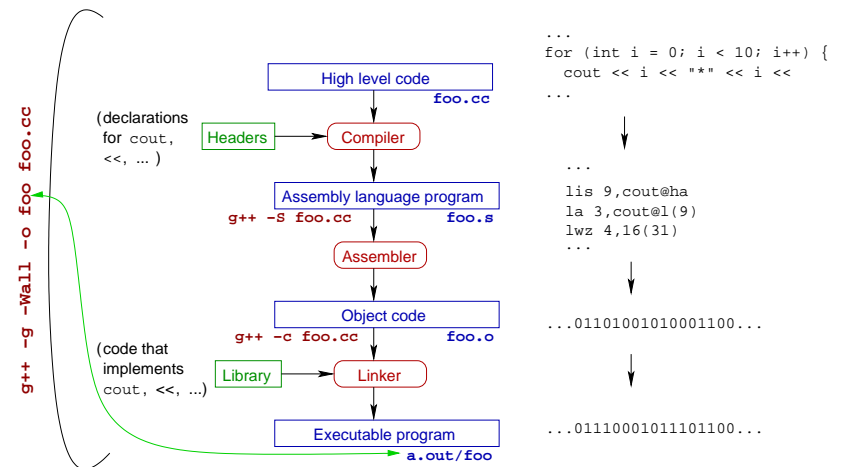 g++ -g -Wall -o foo foo.cc
High level code
foo.cc
(declarations
for cout,
<<, ... )
Headers
Compiler
Assembly language program
g++ -S foo.cc
foo.s
Assembler
Object code
g++ -c foo.cc
foo.o
(code that
implements
cout, <<, ...)
Library
Linker
Executable program
a.out/foo
...
for (int i = 0; i < 10; i++) {
cout << i << "*" << i <<
...
...
lis 9,cout@ha
la 3,cout@l(9)
lwz 4,16(31)
...
...01101001010001100...
...01110001011101100...